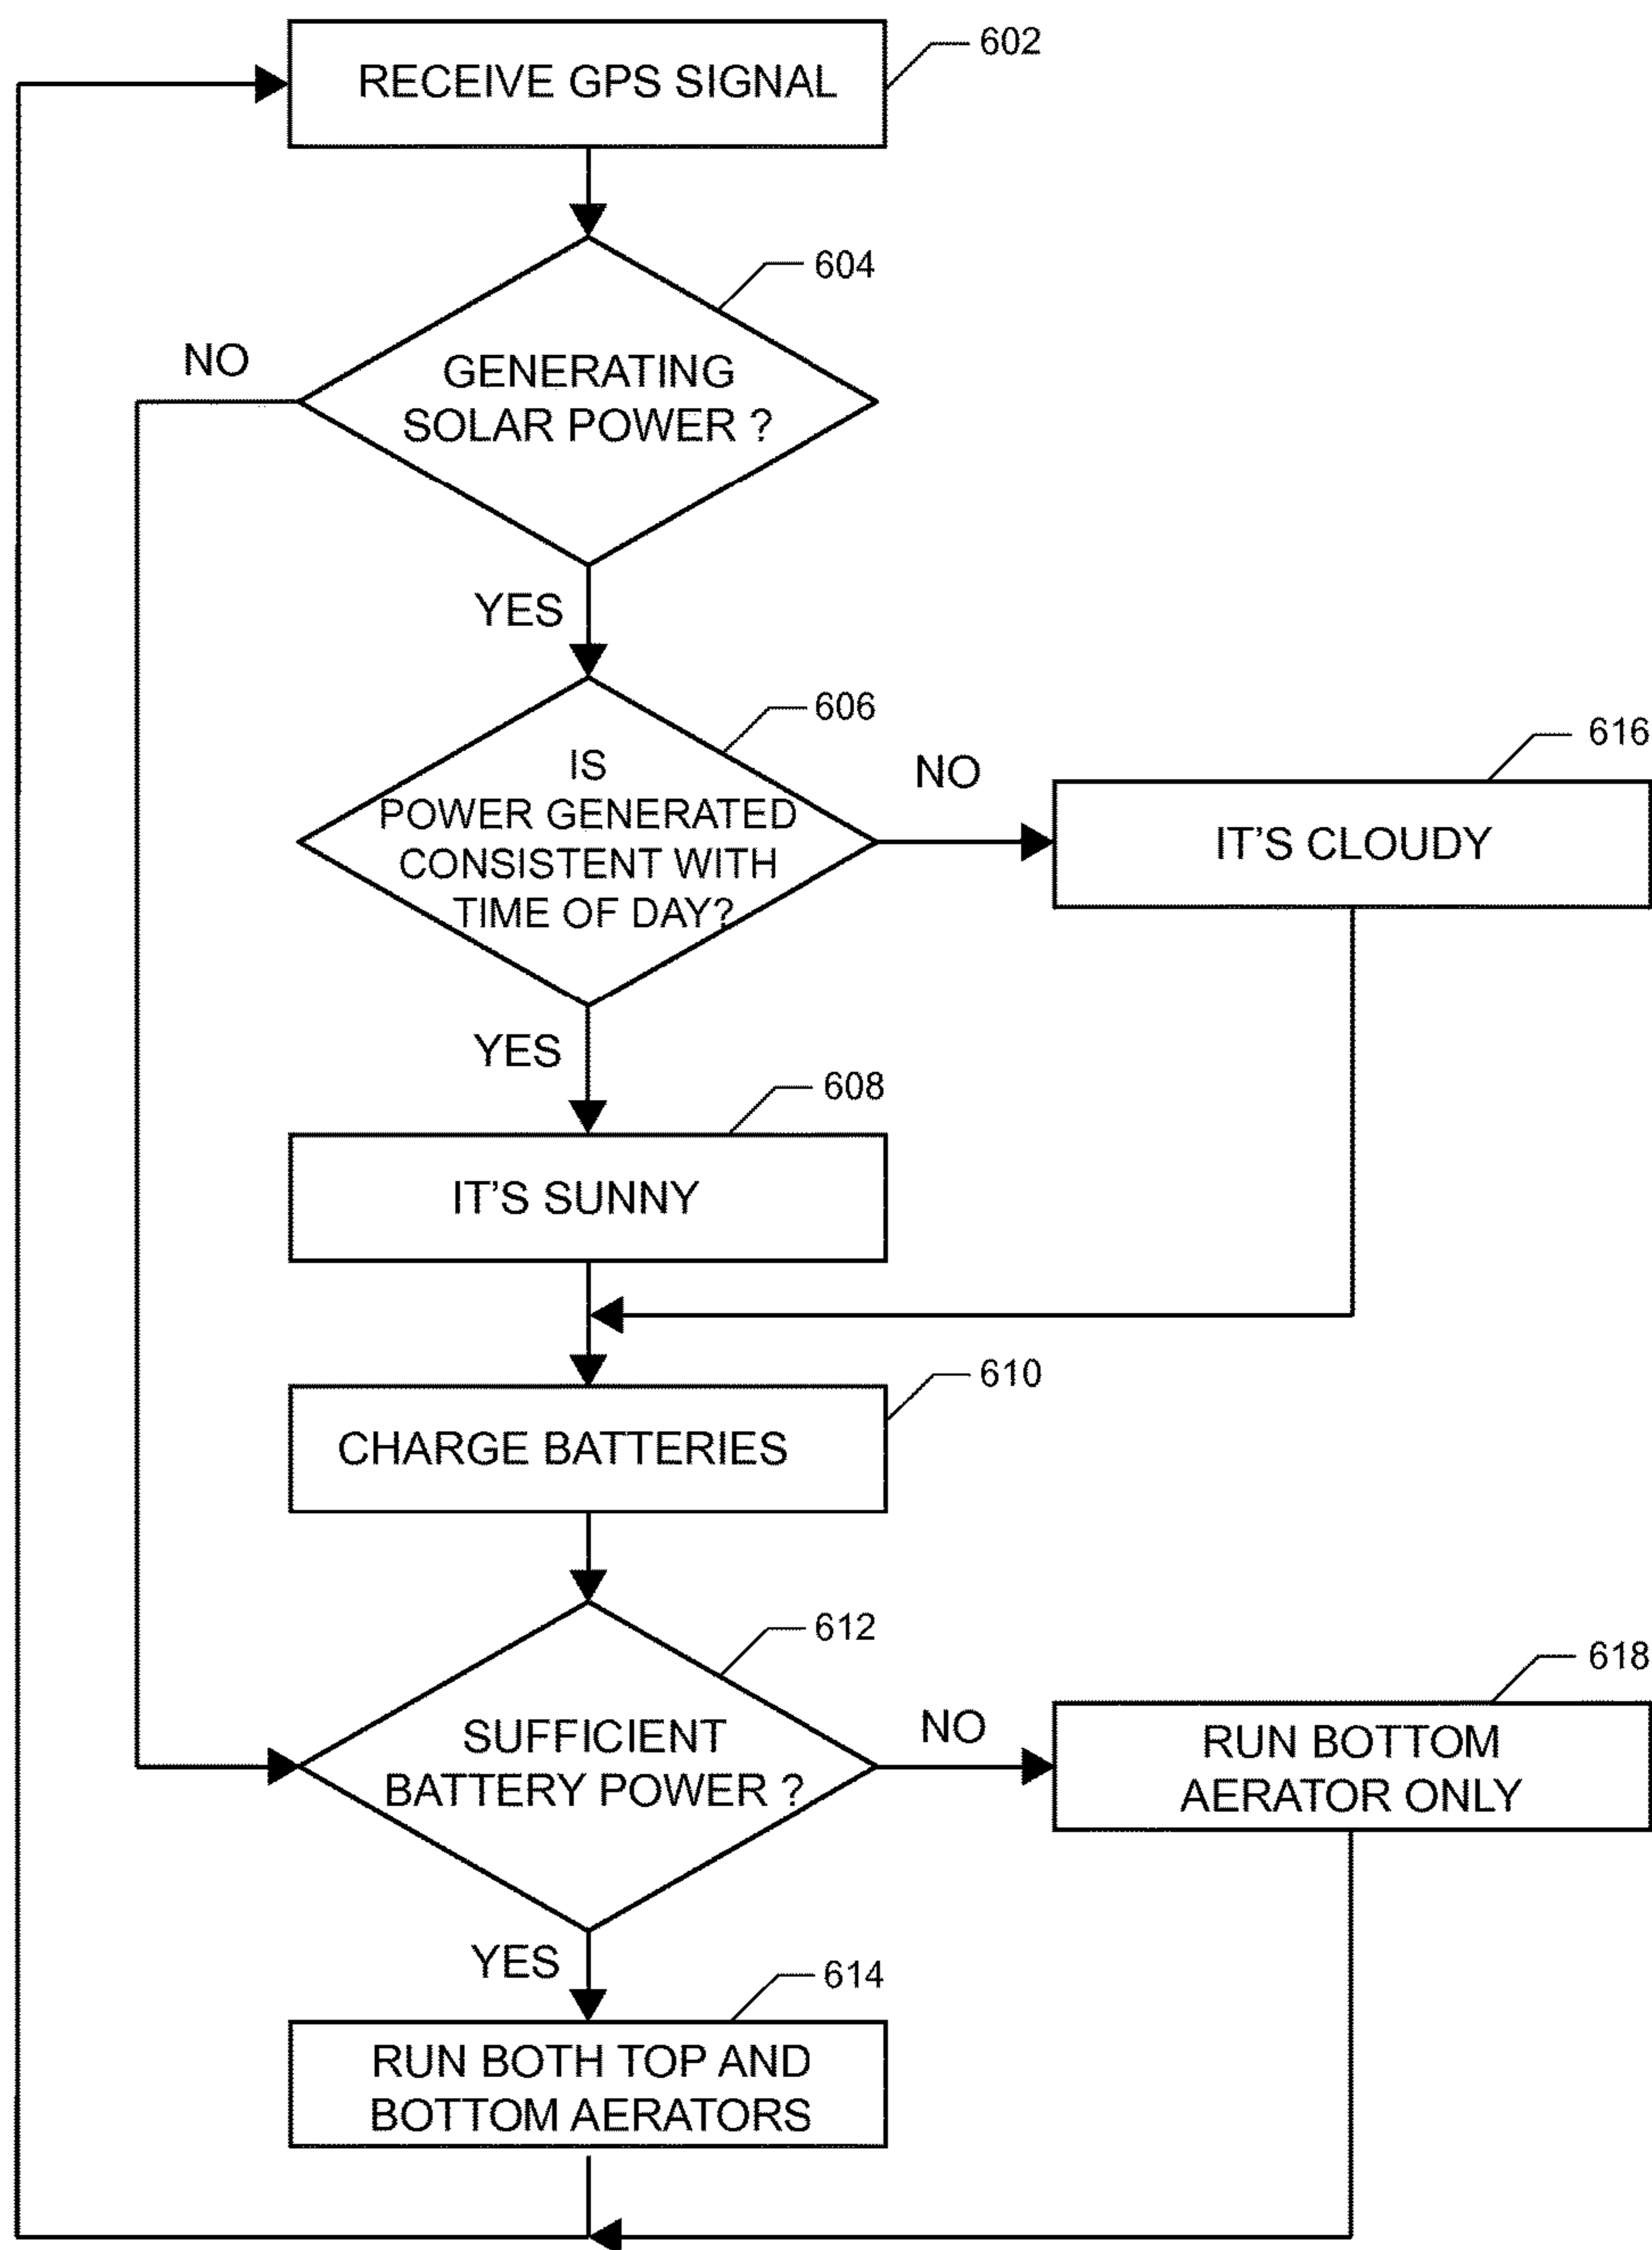 RECEIVE GPS SIGNAL
602
604
NO
GENERATING
SOLAR POWER ?
YES
606
IS
POWER GENERATED
CONSISTENT WITH
TIME OF DAY?
NO
616
IT'S CLOUDY
YES
608
IT'S SUNNY
610
CHARGE BATTERIES
612
SUFFICIENT
BATTERY POWER ?
NO
618
RUN BOTTOM
AERATOR ONLY
YES
614
RUN BOTH TOP AND
BOTTOM AERATORS